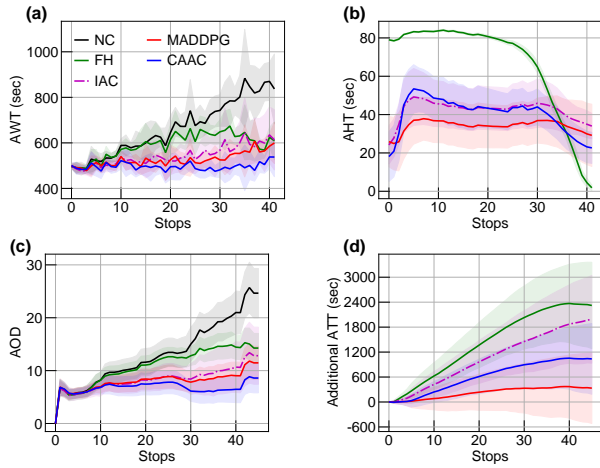 (a)
NC
FH
IAC
MADDPG
CAAC
AWT (sec)
1000
800
600
400
0 10 20 30 40
Stops
(b)
AHT (sec)
80
60
40
20
0
0 10 20 30 40
Stops
(c)
AOD
30
20
10
0
0 10 20 30 40
Stops
(d)
Additional ATT (sec)
3000
2400
1800
1200
600
0
-600
0 10 20 30 40
Stops